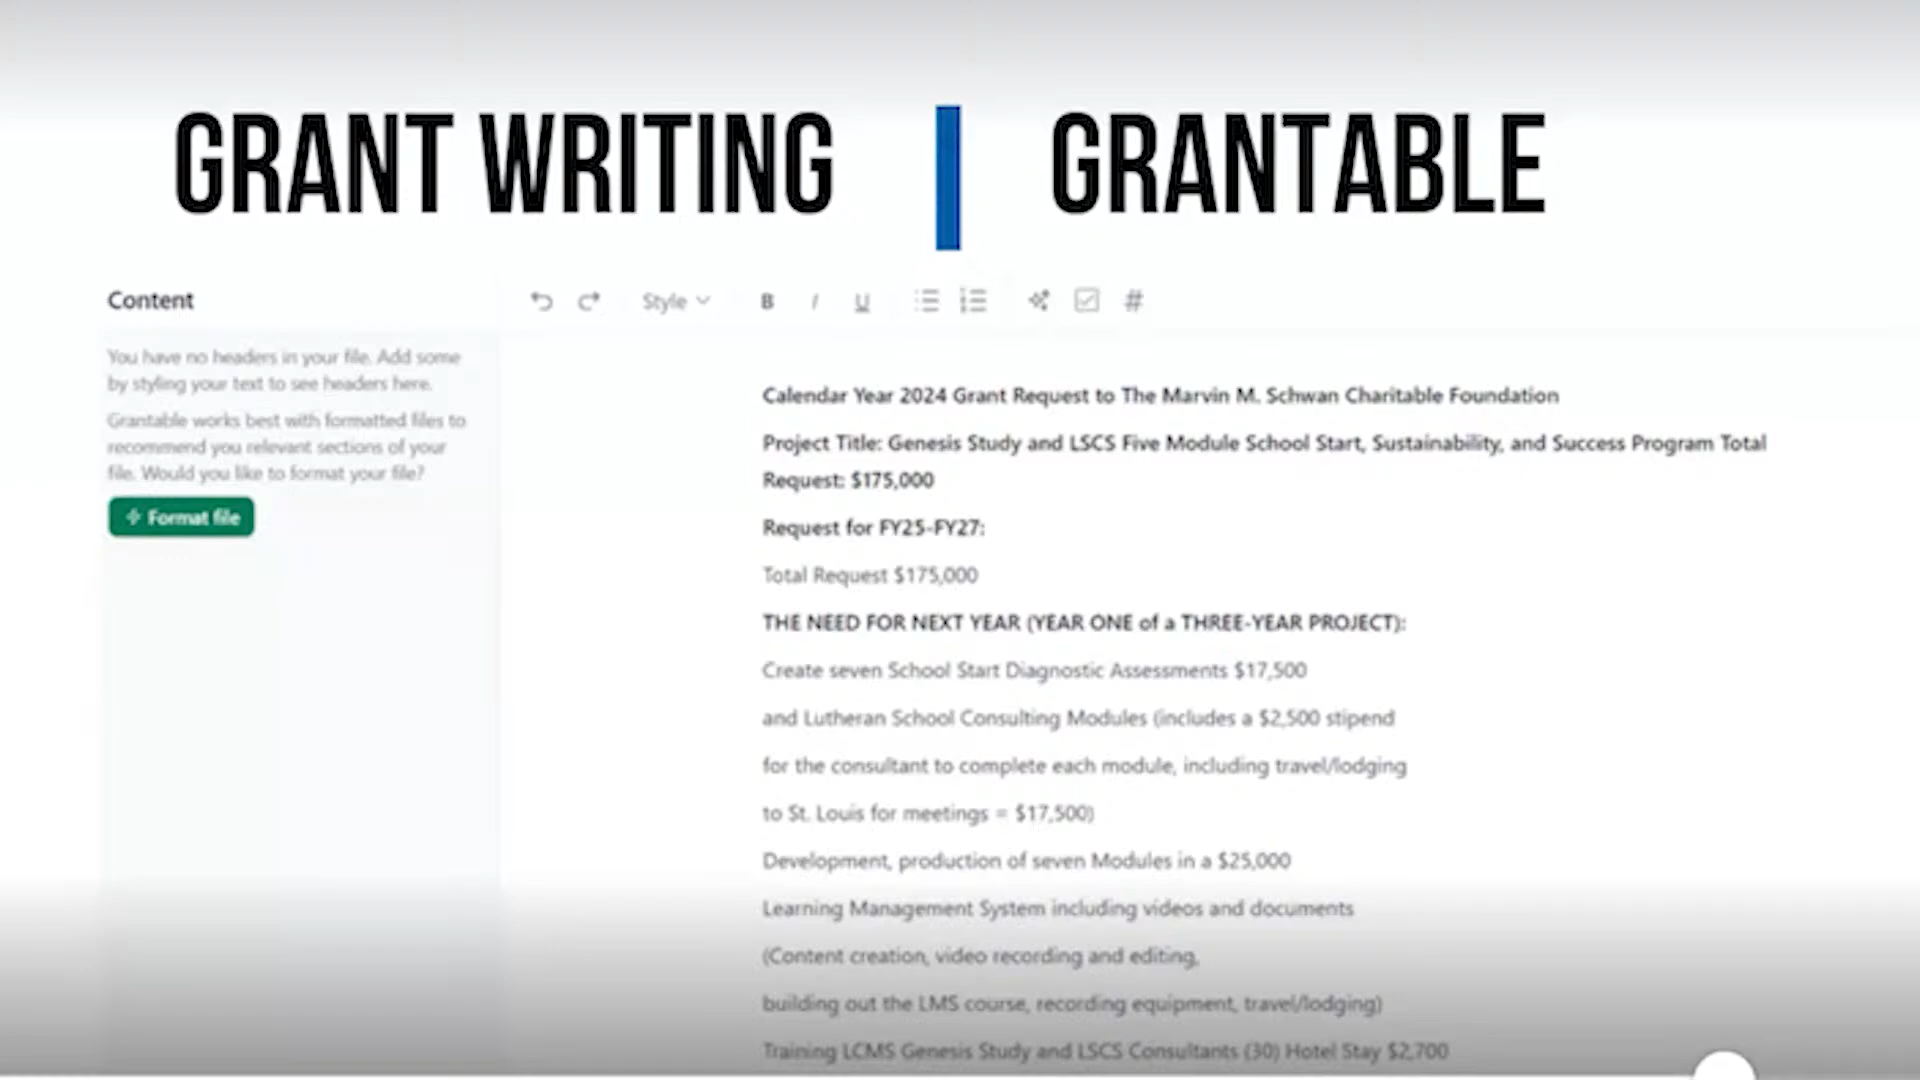 GRANT WRITING | GRANTABLE
Content
Style
B I U
#
You have no headers in your file. Add some
by styling your text to see headers here.
Grantable works best with formatted files to
recommend you relevant sections of your
file. Would you like to format your file?
Format file
Calendar Year 2024 Grant Request to The Marvin M. Schwan Charitable Foundation
Project Title: Genesis Study and LSCS Five Module School Start, Sustainability, and Success Program Total
Request: $175,000
Request for FY25-FY27:
Total Request $175,000
THE NEED FOR NEXT YEAR (YEAR ONE of a THREE-YEAR PROJECT):
Create seven School Start Diagnostic Assessments $17,500
and Lutheran School Consulting Modules (includes a $2,500 stipend
for the consultant to complete each module, including travel/lodging
to St. Louis for meetings = $17,500)
Development, production of seven Modules in a $25,000
Learning Management System including videos and documents
(Content creation, video recording and editing,
building out the LMS course, recording equipment, travel/lodging)
Training LCMS Genesis Study and LSCS Consultants (30) Hotel Stay $2,700